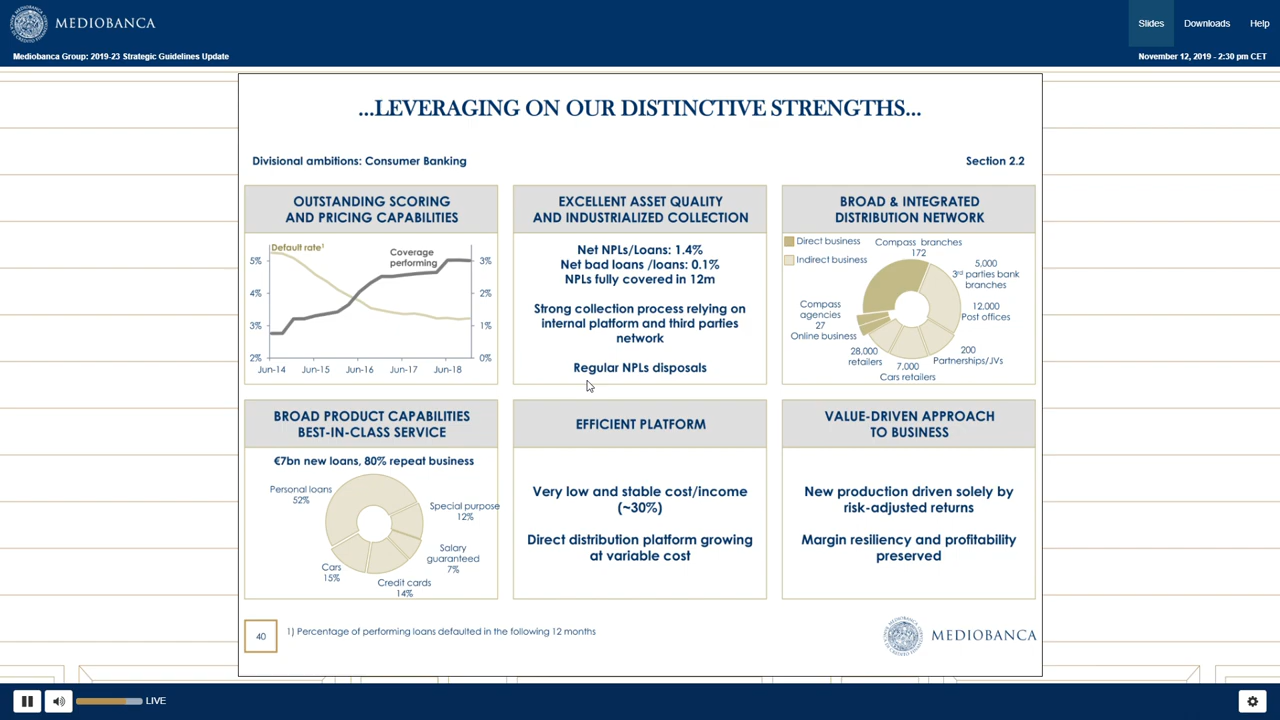 MEDIOBANCA
Slides
Downloads
Help
Mediobanca Group: 2019-23 Strategic Guidelines Update
November 12, 2019 - 2:30 pm CET
...LEVERAGING ON OUR DISTINCTIVE STRENGTHS...
Divisional ambitions: Consumer Banking
Section 2.2
OUTSTANDING SCORING
AND PRICING CAPABILITIES
Default rate¹
Coverage
performing
5%
4%
3%
2%
3%
2%
1%
0%
Jun-14
Jun-15
Jun-16
Jun-17
Jun-18
EXCELLENT ASSET QUALITY
AND INDUSTRIALIZED COLLECTION
Net NPLs/Loans: 1.4%
Net bad loans /loans: 0.1%
NPLs fully covered in 12m
Strong collection process relying on
internal platform and third parties
network
Regular NPLs disposals
BROAD & INTEGRATED
DISTRIBUTION NETWORK
Direct business
Indirect business
Compass branches
172
5,000
3rd parties bank
branches
12.000
Post offices
200
Partnerships/JVs
7.000
Cars retailers
28,000
retailers
Online business
Compass
agencies
27
BROAD PRODUCT CAPABILITIES
BEST-IN-CLASS SERVICE
€7bn new loans, 80% repeat business
Personal loans
52%
Special purpose
12%
Salary
guaranteed
7%
Credit cards
14%
Cars
15%
EFFICIENT PLATFORM
Very low and stable cost/income
(~30%)
Direct distribution platform growing
at variable cost
VALUE-DRIVEN APPROACH
TO BUSINESS
New production driven solely by
risk-adjusted returns
Margin resiliency and profitability
preserved
40
1) Percentage of performing loans defaulted in the following 12 months
MEDIOBANCA
LIVE